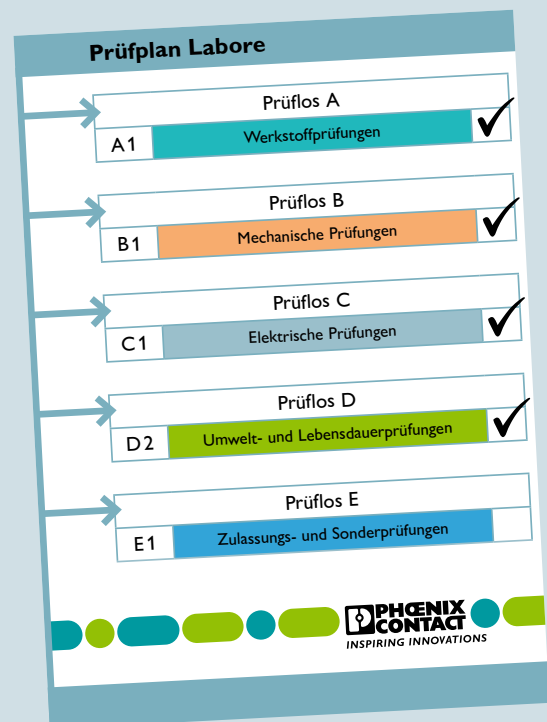 Prüfplan Labore
Prüflos A
A1 Werkstoffprüfungen
Prüflos B
B1 Mechanische Prüfungen
Prüflos C
C1 Elektrische Prüfungen
Prüflos D
D2 Umwelt- und Lebensdauerprüfungen
Prüflos E
E1 Zulassungs- und Sonderprüfungen
PHŒNIX
CONTACT
INSPIRING INNOVATIONS